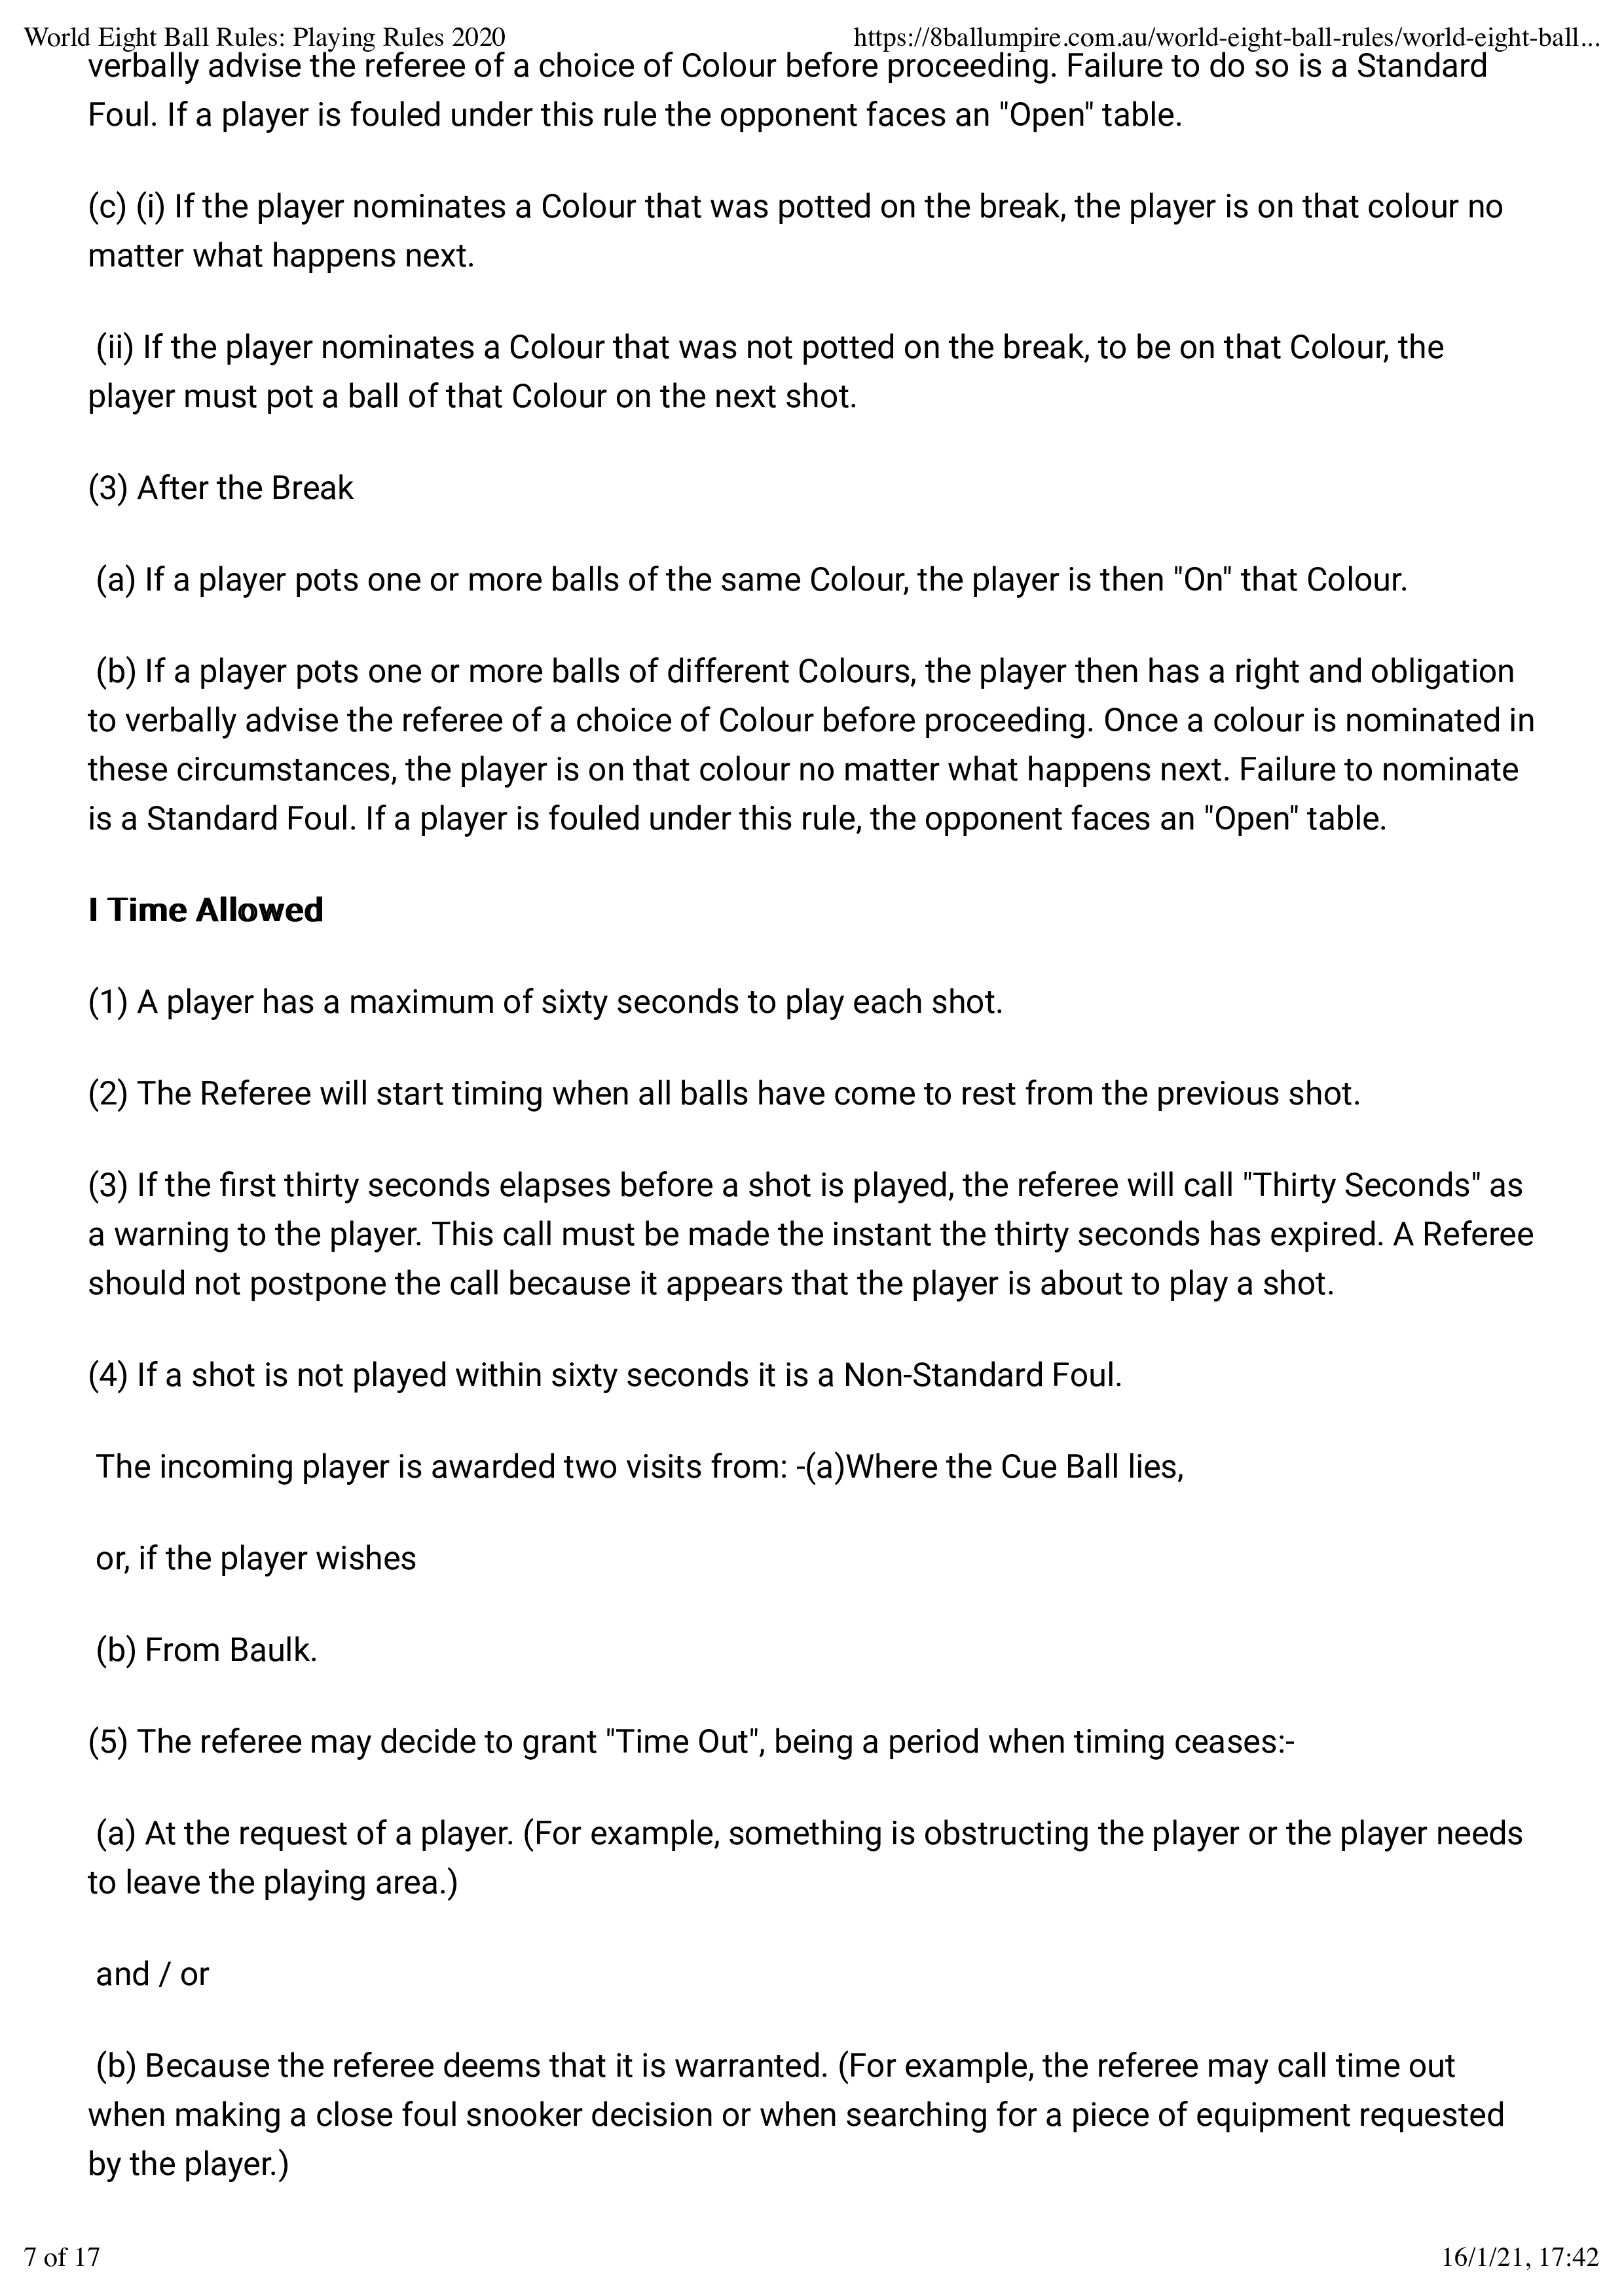 World Eight Ball Rules: Playing Rules 2020 https://8ballumpire.com.au/world-eight-ball-rules/world-eight-ball...
verbally advise the referee of a choice of Colour before proceeding. Failure to do so is a Standard
Foul. If a player is fouled under this rule the opponent faces an "Open" table.
(c) (i) If the player nominates a Colour that was potted on the break, the player is on that colour no
matter what happens next.
(ii) If the player nominates a Colour that was not potted on the break, to be on that Colour, the
player must pot a ball of that Colour on the next shot.
(3) After the Break
(a) If a player pots one or more balls of the same Colour, the player is then "On" that Colour.
(b) If a player pots one or more balls of different Colours, the player then has a right and obligation
to verbally advise the referee of a choice of Colour before proceeding. Once a colour is nominated in
these circumstances, the player is on that colour no matter what happens next. Failure to nominate
is a Standard Foul. If a player is fouled under this rule, the opponent faces an "Open" table.
I Time Allowed
(1) A player has a maximum of sixty seconds to play each shot.
(2) The Referee will start timing when all balls have come to rest from the previous shot.
(3) If the first thirty seconds elapses before a shot is played, the referee will call "Thirty Seconds" as
a warning to the player. This call must be made the instant the thirty seconds has expired. A Referee
should not postpone the call because it appears that the player is about to play a shot.
(4) If a shot is not played within sixty seconds it is a Non-Standard Foul.
The incoming player is awarded two visits from: -(a)Where the Cue Ball lies,
or, if the player wishes
(b) From Baulk.
(5) The referee may decide to grant "Time Out", being a period when timing ceases:-
(a) At the request of a player. (For example, something is obstructing the player or the player needs
to leave the playing area.)
and / or
(b) Because the referee deems that it is warranted. (For example, the referee may call time out
when making a close foul snooker decision or when searching for a piece of equipment requested
by the player.)
7 of 17 16/1/21, 17:42